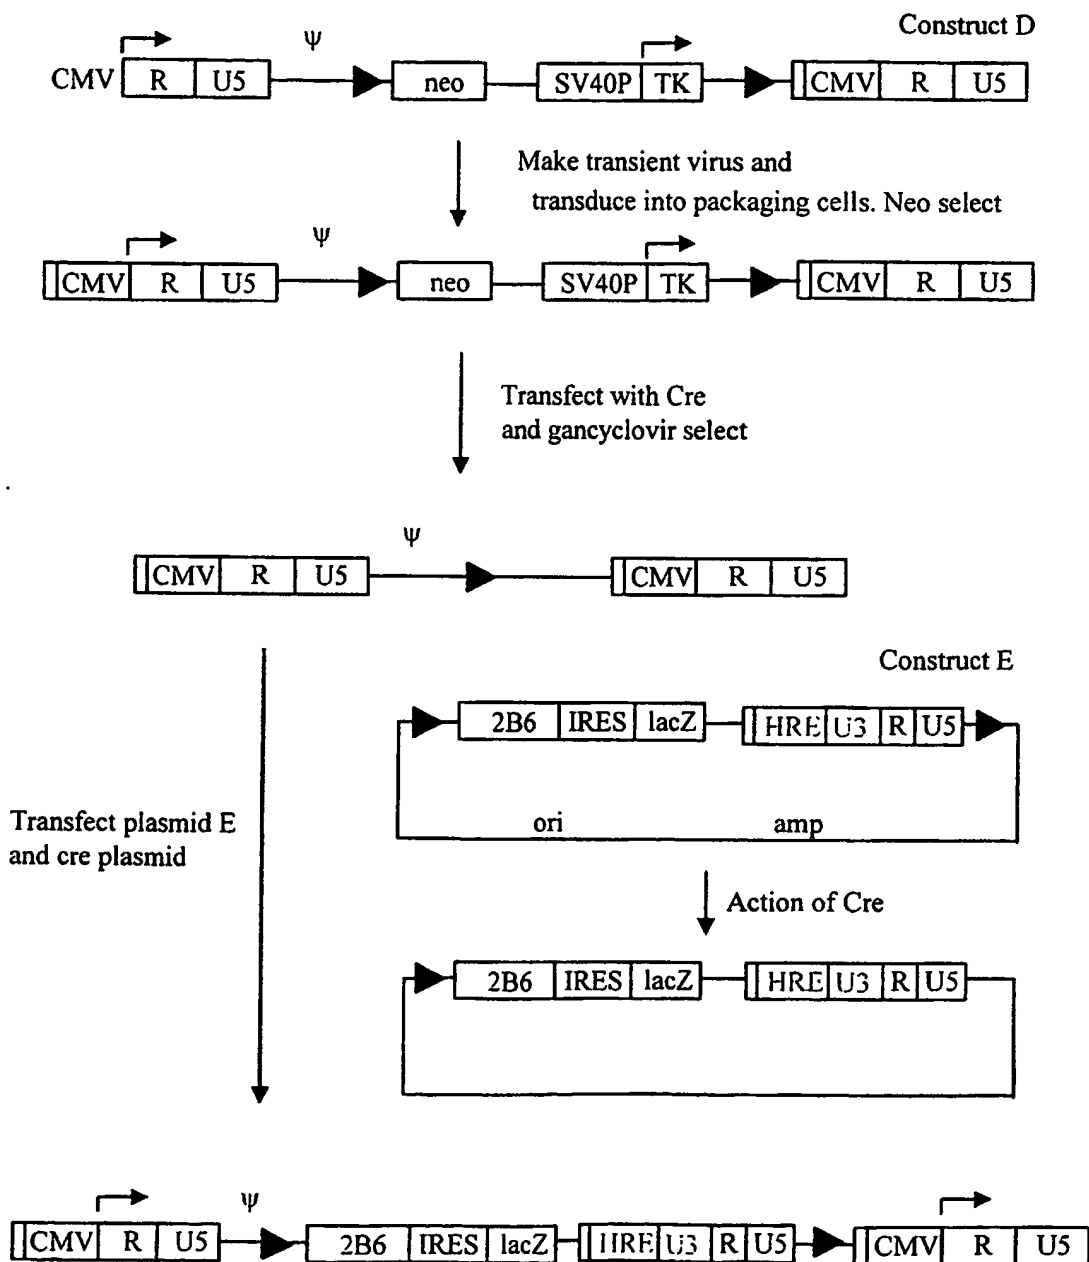 Construct D
ψ
CMV R U5 neo SV40P TK CMV R U5
Make transient virus and
transduce into packaging cells. Neo select
ψ
CMV R U5 neo SV40P TK CMV R U5
Transfect with Cre
and gancyclovir select
ψ
CMV R U5 CMV R U5
Construct E
2B6 IRES lacZ HRE U3 R U5
ori amp
Transfect plasmid E
and cre plasmid
Action of Cre
2B6 IRES lacZ HRE U3 R U5
ψ
CMV R U5 2B6 IRES lacZ HRE U3 R U5 CMV R U5